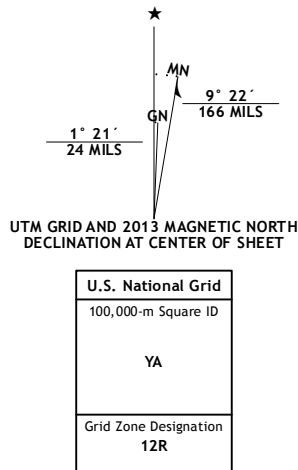 MN
GN
9° 22´
166 MILS
1° 21´
24 MILS
UTM GRID AND 2013 MAGNETIC NORTH
DECLINATION AT CENTER OF SHEET
U.S. National Grid
100,000-m Square ID
YA
Grid Zone Designation
12R